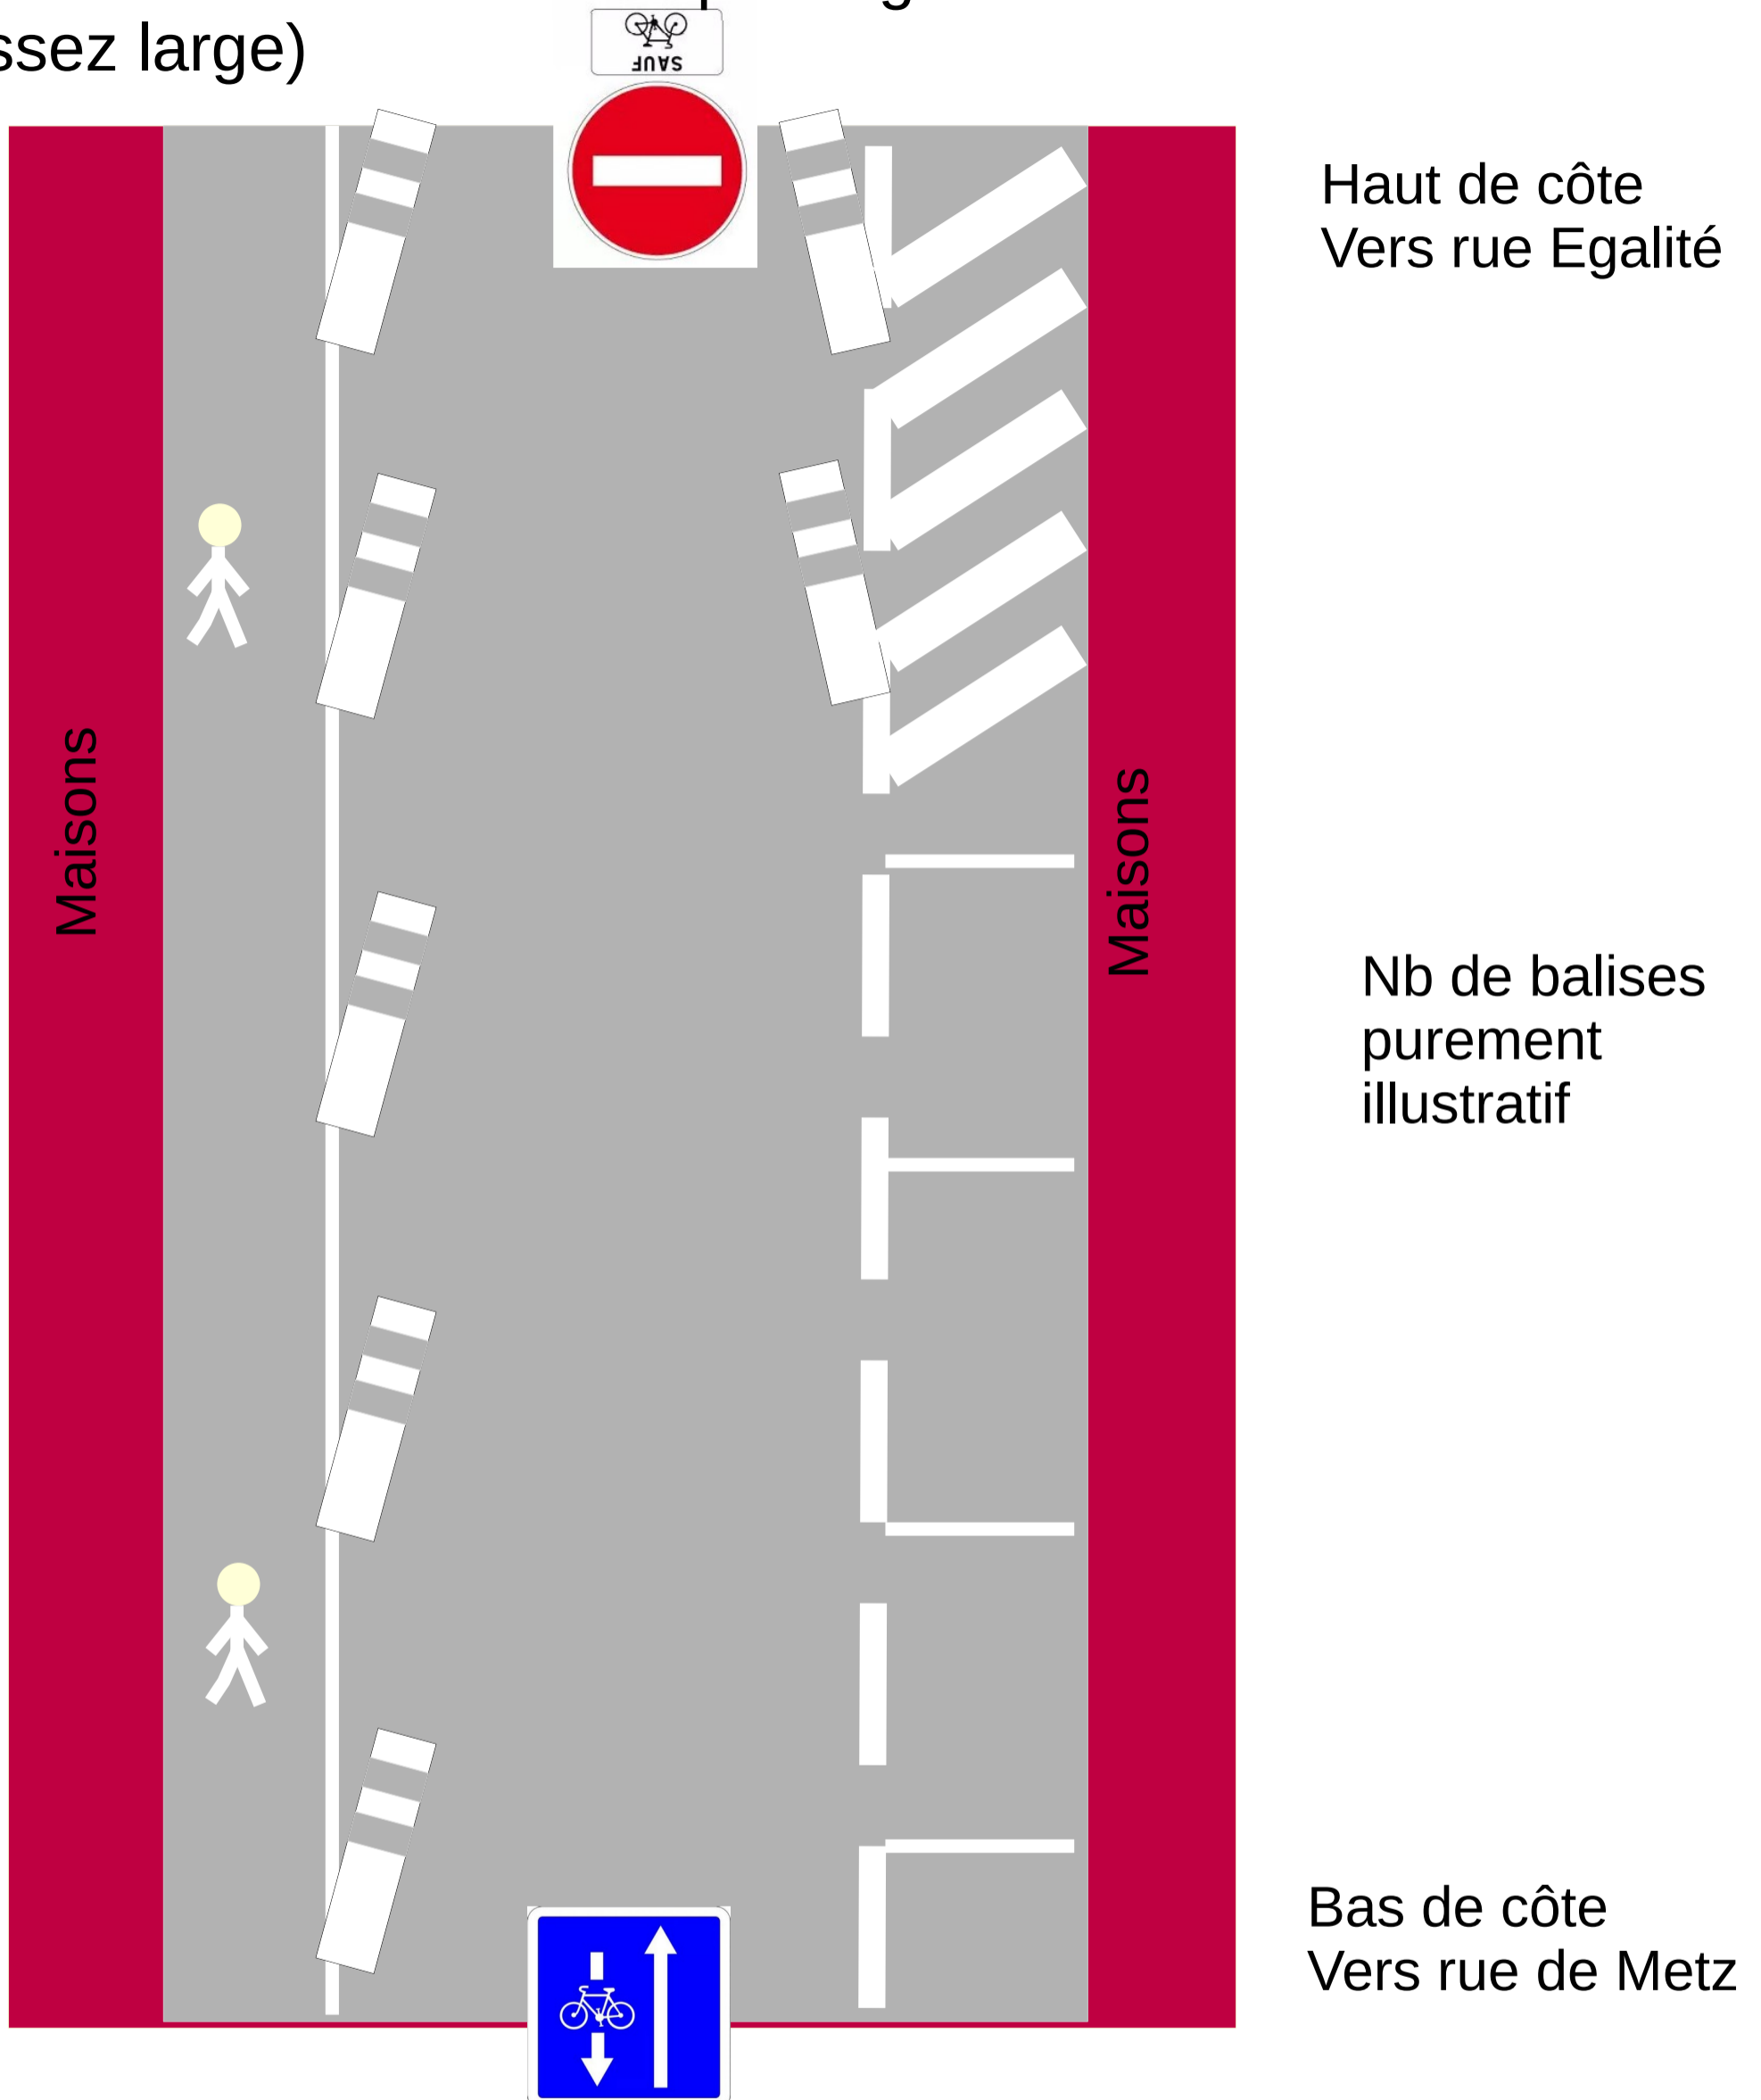 ssez large)
SAUF
Haut de côte
Vers rue Egalité
Maisons
Maisons
Nb de balises
purement
illustratif
Bas de côte
Vers rue de Metz